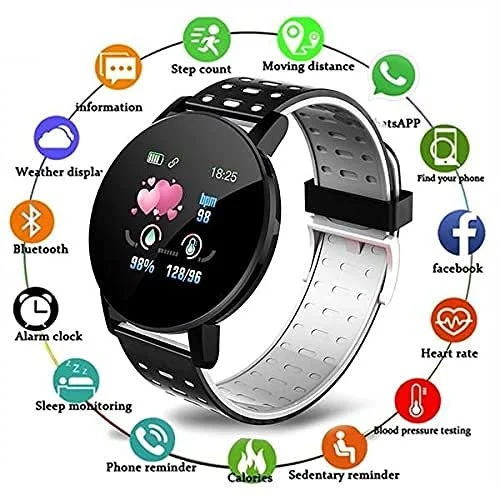 Step count
Moving distance
information
hatsAPP
Weather displa
Find your phone
18:25
bpm
98
Bluetooth
facebook
98%
128/96
Alarm clock
Heart rate
Sleep monitoring
Blood pressure testing
Phone reminder
Calories
Sedentary reminder